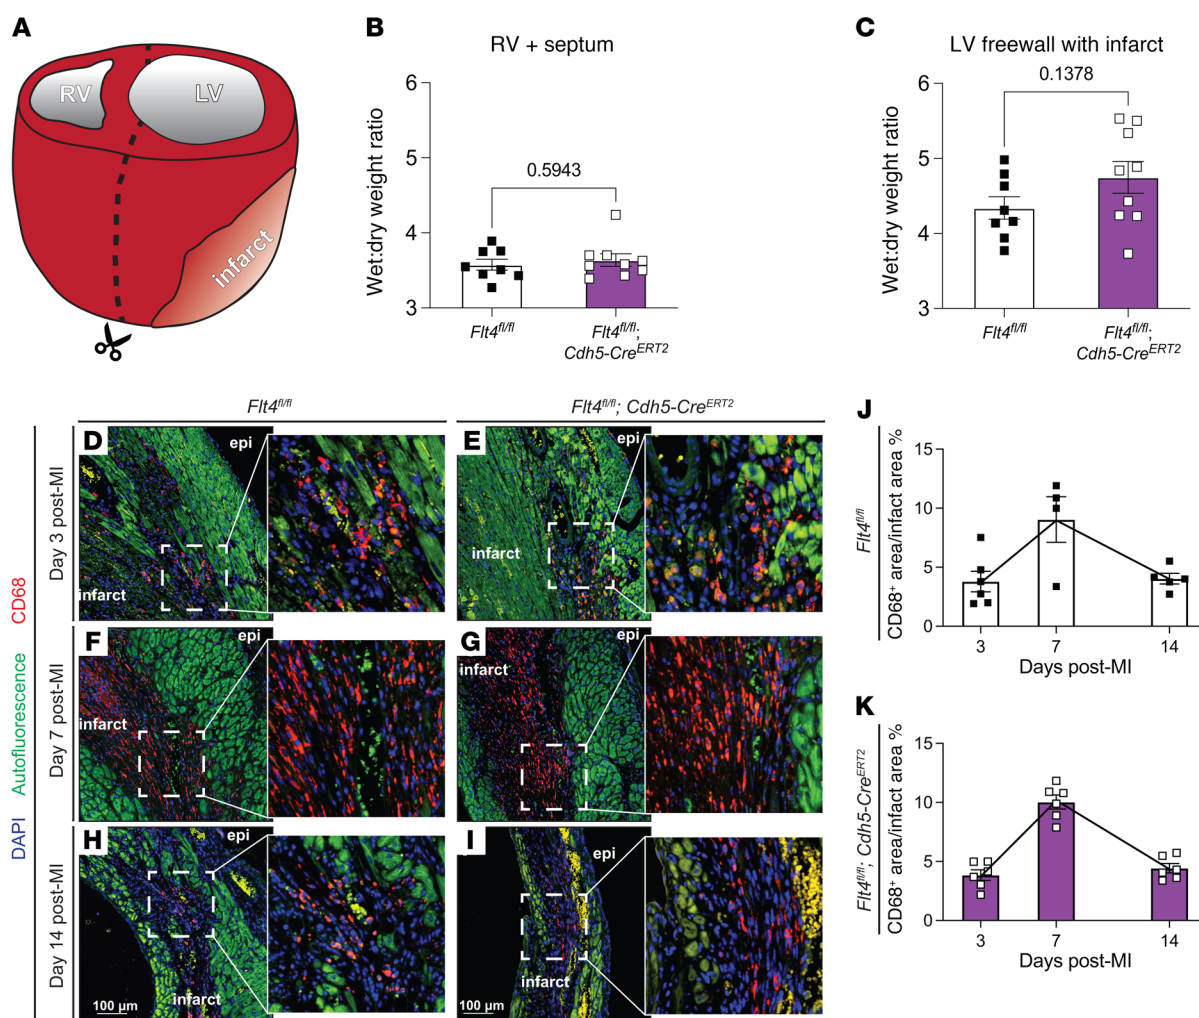 A
RV
LV
infarct
B
RV + septum
Wet:dry weight ratio
6
5
4
3
0.5943
Flt4fl/fl
Flt4fl/fl;
Cdh5-CreERT2
C
LV freewall with infarct
Wet:dry weight ratio
6
5
4
3
0.1378
Flt4fl/fl
Flt4fl/fl;
Cdh5-CreERT2
Flt4fl/fl
Flt4fl/fl; Cdh5-CreERT2
DAPI Autofluorescence CD68
Day 3 post-MI
D
epi
infarct
E
epi
infarct
Day 7 post-MI
F
epi
infarct
G
epi
infarct
Day 14 post-MI
H
epi
infarct
100 µm
I
epi
infarct
100 µm
J
Flt4fl/fl
CD68+ area/infact area %
15
10
5
0
3 7 14
Days post-MI
K
Flt4fl/fl; Cdh5-CreERT2
CD68+ area/infact area %
15
10
5
0
3 7 14
Days post-MI